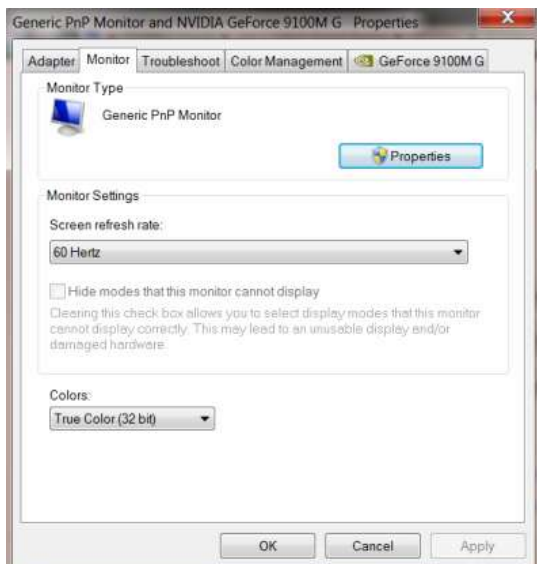 Generic PnP Monitor and NVIDIA GeForce 9100M G Properties
Adapter Monitor Troubleshoot Color Management GeForce 9100M G
Monitor Type
Generic PnP Monitor
Properties
Monitor Settings
Screen refresh rate:
60 Hertz
Hide modes that this monitor cannot display
Clearing this check box allows you to select display modes that this monitor
cannot display correctly. This may lead to an unusable display and/or
damaged hardware.
Colors:
True Color (32 bit)
OK Cancel Apply